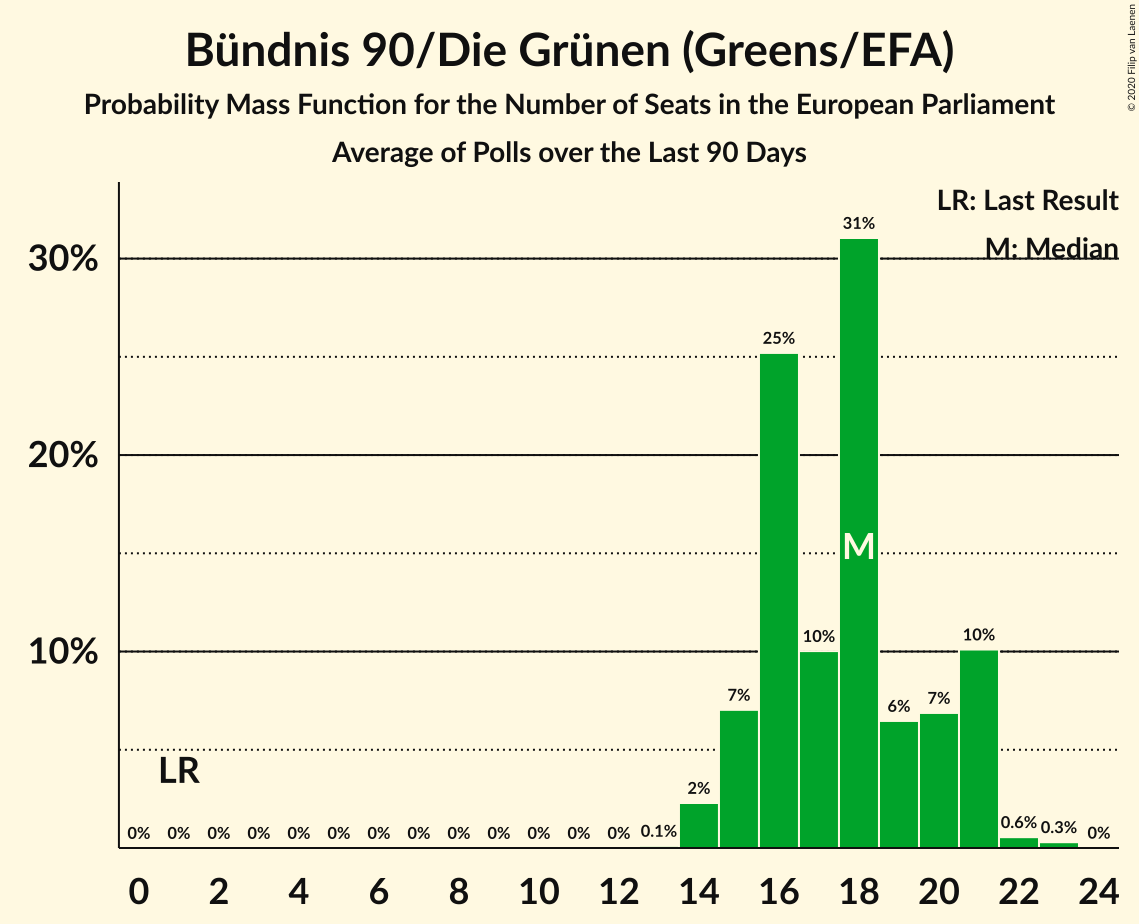 Bündnis 90/Die Grünen (Greens/EFA)
Probability Mass Function for the Number of Seats in the European Parliament
Average of Polls over the Last 90 Days
© 2020 Filip van Laenen
LR: Last Result
M: Median
30%
20%
10%
31%
25%
M
10%
10%
7%
6%
7%
LR
2%
0% 0% 0% 0% 0% 0% 0% 0% 0% 0% 0% 0% 0% 0.1% 0.6% 0.3% 0%
0 2 4 6 8 10 12 14 16 18 20 22 24